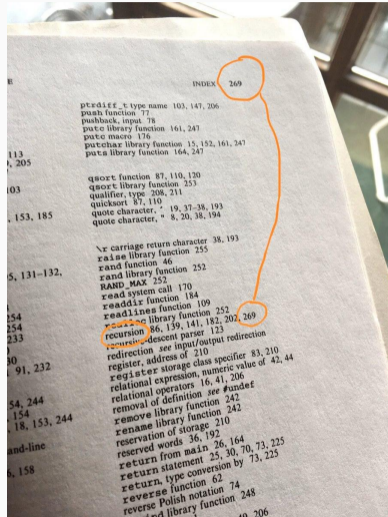 E
INDEX 269
ptrdiff_t type name 103, 147, 206
push function 77
pushback, input 78
putc library function 161, 247
putc macro 176
putchar library function 15, 152, 161, 247
puts library function 164, 247
qsort function 87, 110, 120
qsort library function 253
qualifier, type 208, 211
quicksort 87, 110
quote character, ' 19, 37-38, 193
quote character, " 8, 20, 38, 194
\r carriage return character 38, 193
raise library function 255
rand function 46
rand library function 252
RAND_MAX 252
read system call 170
readdir function 184
readlines function 109
library function 252
recursion 86, 139, 141, 182, 202, 269
recursive-descent parser 123
redirection see input/output redirection
register, address of 210
register storage class specifier 83, 210
relational expression, numeric value of 42, 44
relational operators 16, 41, 206
removal of definition see #undef
remove library function 242
rename library function 242
reservation of storage 210
reserved words 36, 192
return from main 26, 164
return statement 25, 30, 70, 73, 225
return, type conversion by 73, 225
reverse function 62
reverse Polish notation 74
library function 248
49, 206
113
, 205
103
, 153, 185
5, 131-132,
254
254
233
30
91, 232
54, 244
154
18, 153, 244
and-line
6, 158